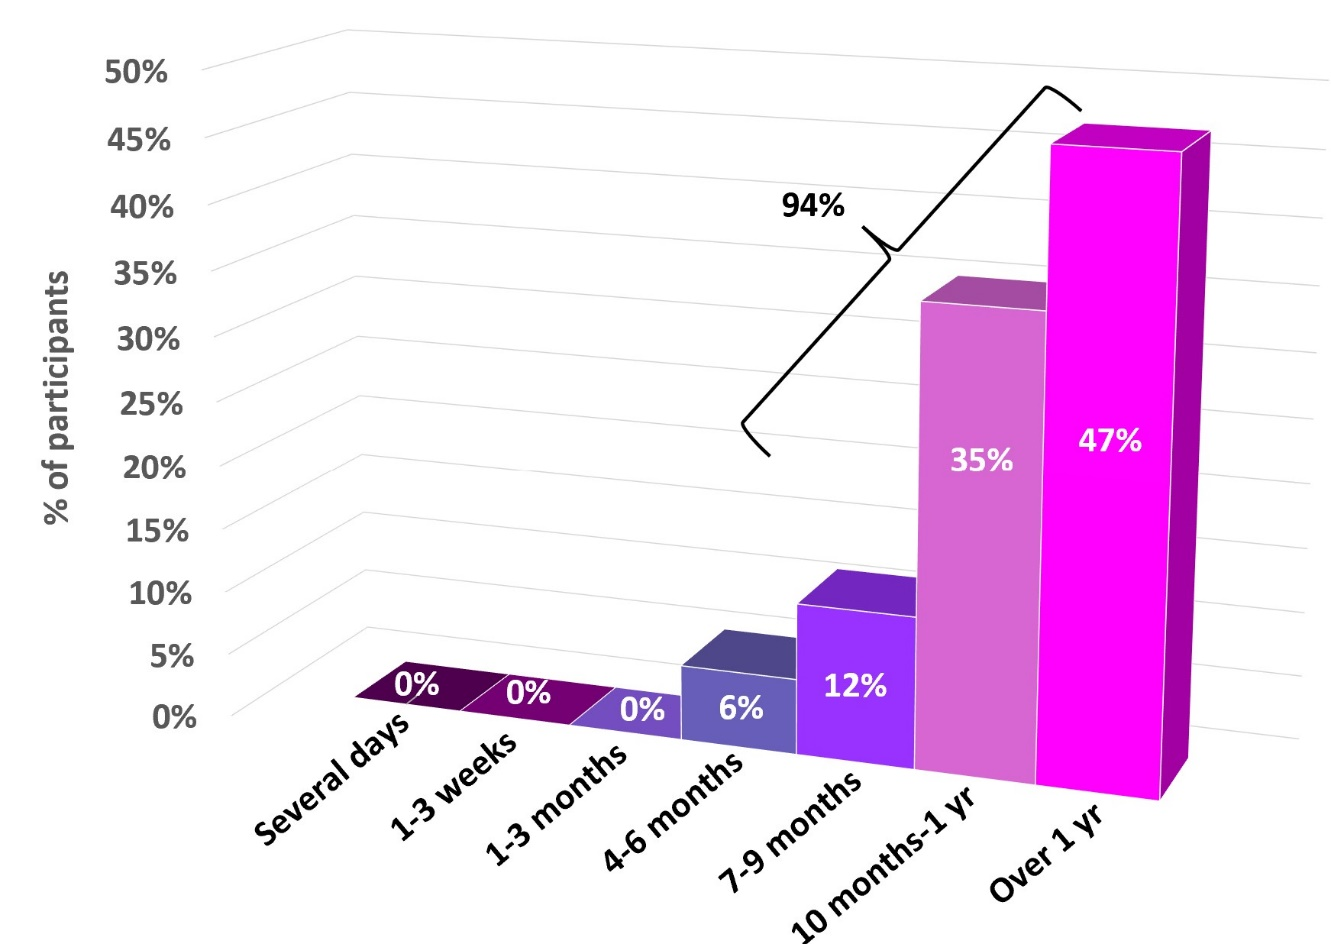 50%
45%
40%
35%
30%
25%
20%
15%
10%
5%
0%
% of participants
94%
0%
0%
0%
6%
12%
35%
47%
Several days
1-3 weeks
1-3 months
4-6 months
7-9 months
10 months-1 yr
Over 1 yr